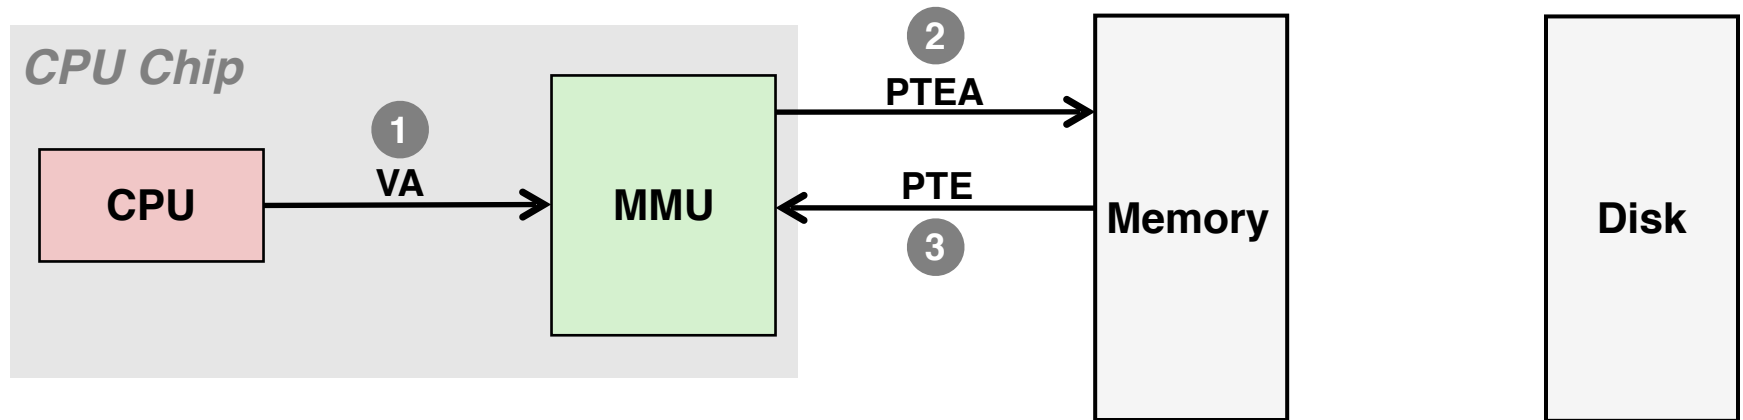 CPU Chip
1
VA
CPU
MMU
2
PTEA
PTE
3
Memory
Disk